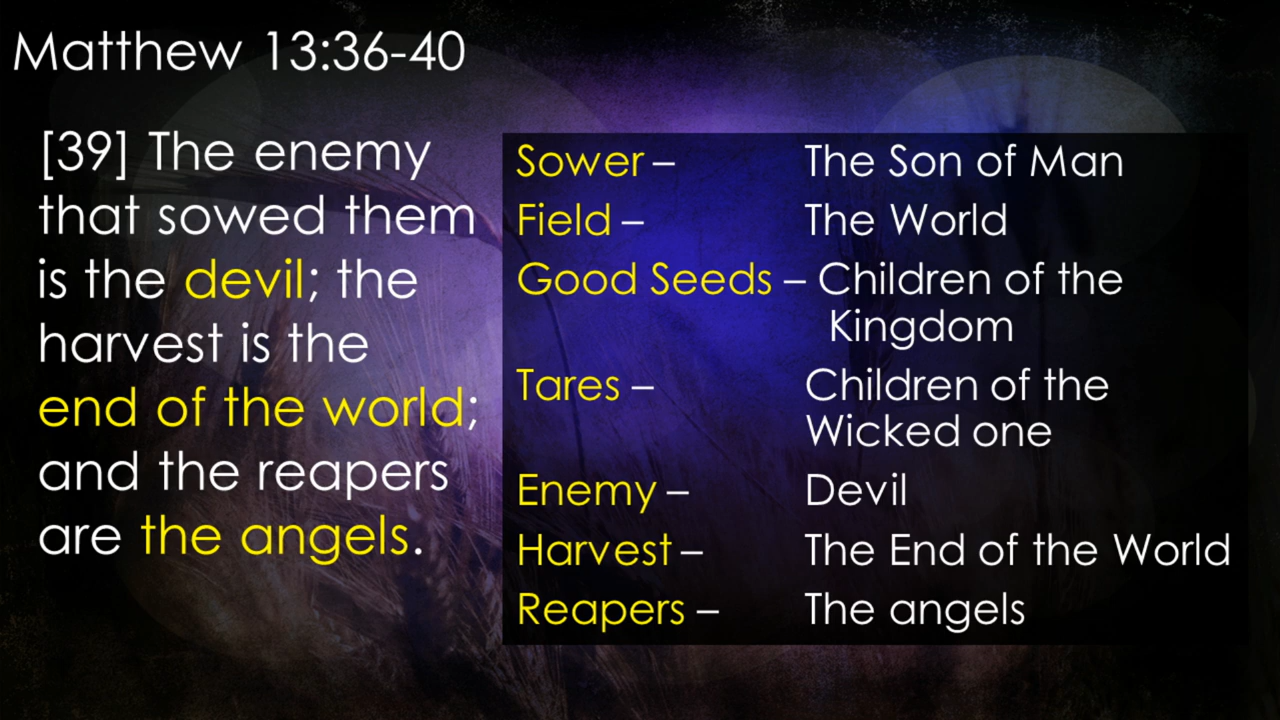 Matthew 13:36-40
[39] The enemy
that sowed them
is the devil; the
harvest is the
end of the world;
and the reapers
are the angels.
Sower – The Son of Man
Field – The World
Good Seeds – Children of the
Kingdom
Tares – Children of the
Wicked one
Enemy – Devil
Harvest – The End of the World
Reapers – The angels